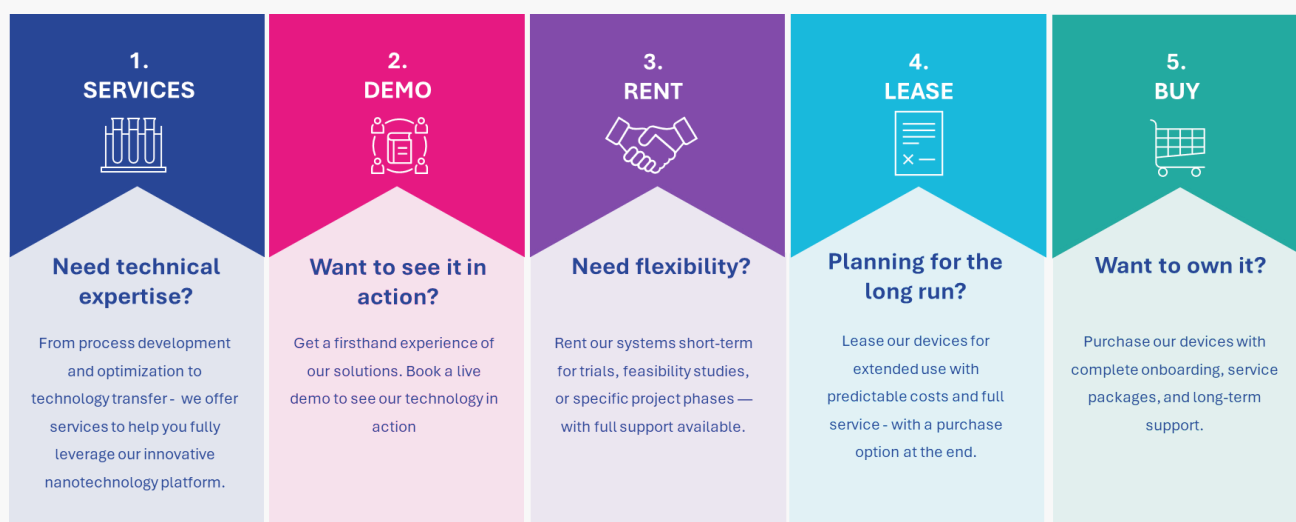 1.
SERVICES
Need technical
expertise?
From process development
and optimization to
technology transfer - we offer
services to help you fully
leverage our innovative
nanotechnology platform.
2.
DEMO
Want to see it in
action?
Get a firsthand experience of
our solutions. Book a live
demo to see our technology in
action
3.
RENT
Need flexibility?
Rent our systems short-term
for trials, feasibility studies,
or specific project phases —
with full support available.
4.
LEASE
Planning for the
long run?
Lease our devices for
extended use with
predictable costs and full
service - with a purchase
option at the end.
5.
BUY
Want to own it?
Purchase our devices with
complete onboarding, service
packages, and long-term
support.